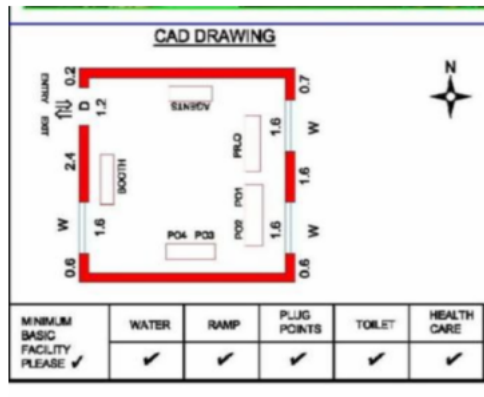 CAD DRAWING
N
ENTRY
EXIT
0.2
D
1.2
2.4
W
1.6
0.6
AGENTS
BOOTH
PRO
PO1
PO2
PO4 PO3
0.7
1.6
W
1.6
1.6
W
0.6
MINIMUM
BASIC
FACILITY
PLEASE ✓
WATER
RAMP
PLUG
POINTS
TOILET
HEALTH
CARE
✓ ✓ ✓ ✓ ✓